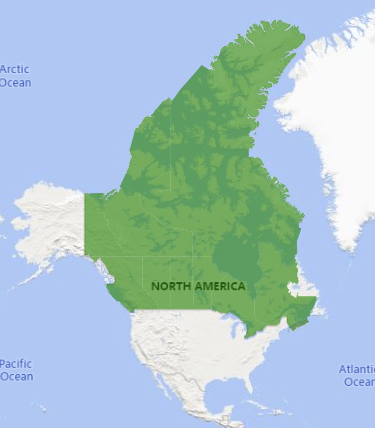 Arctic
Ocean
NORTH AMERICA
Pacific
Ocean
Atlantic
Ocean